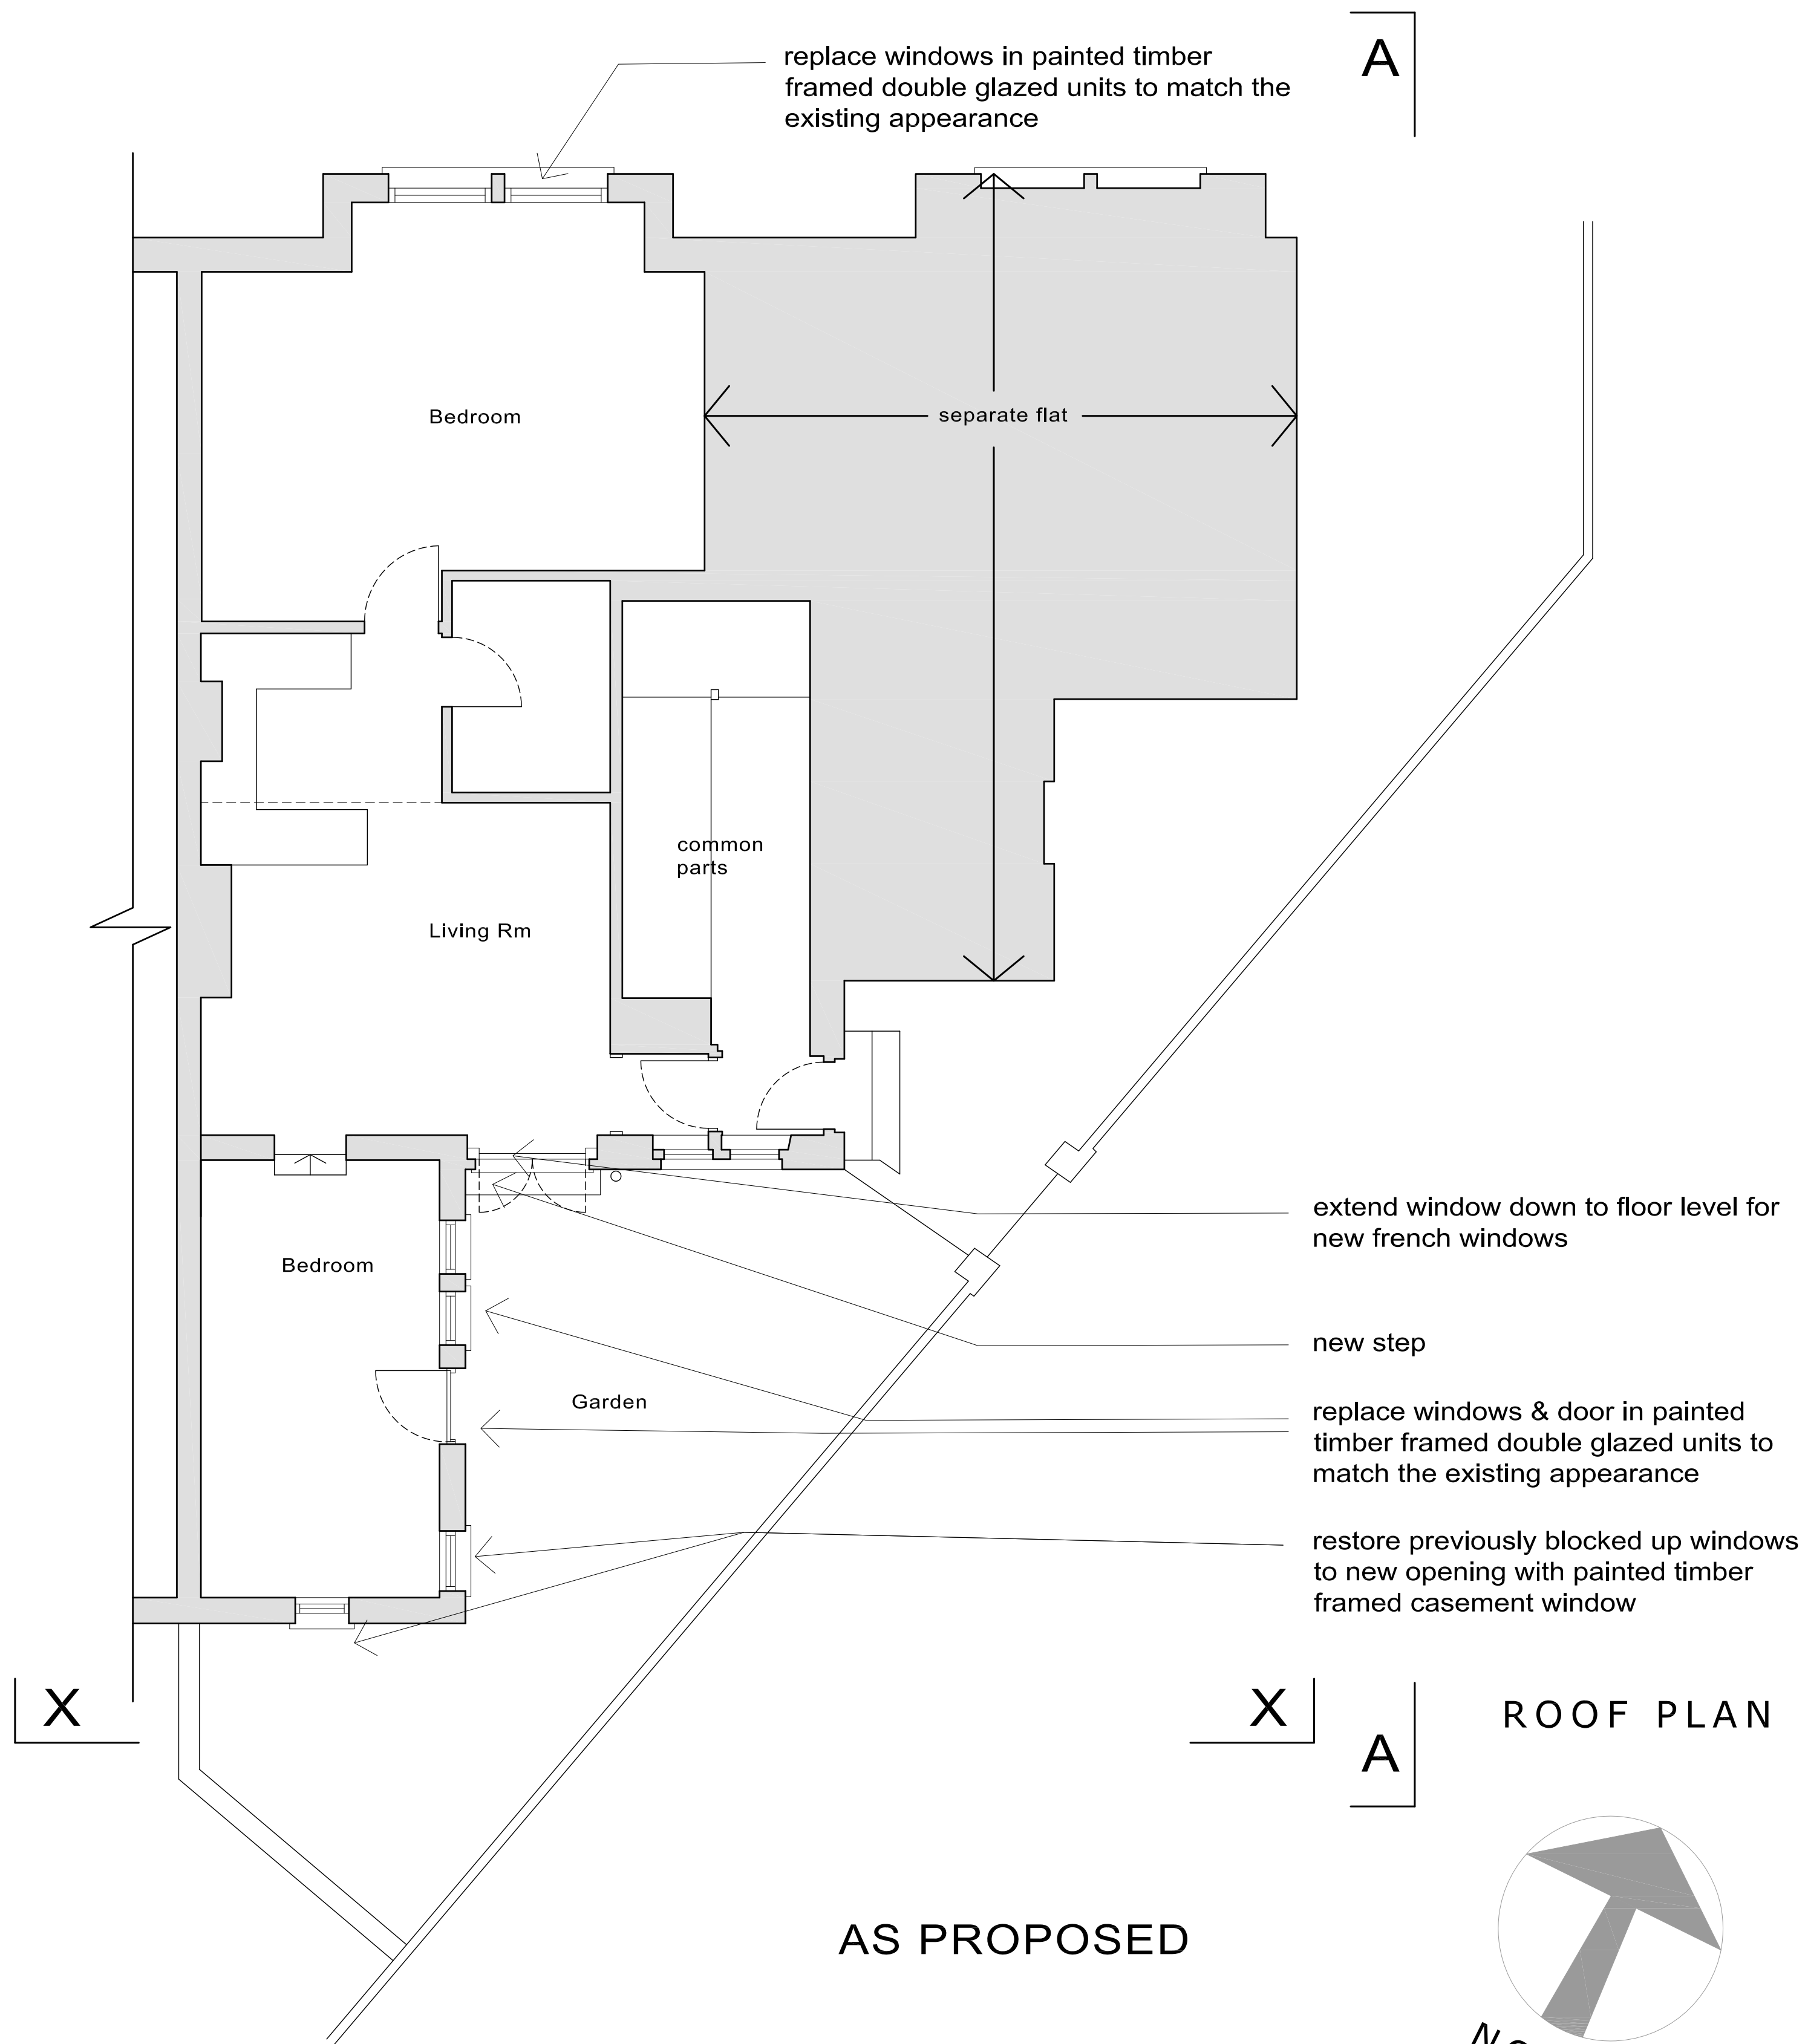 replace windows in painted timber
framed double glazed units to match the
existing appearance
A
Bedroom
separate flat
common
parts
Living Rm
extend window down to floor level for
new french windows
Bedroom
new step
Garden
replace windows & door in painted
timber framed double glazed units to
match the existing appearance
restore previously blocked up windows
to new opening with painted timber
framed casement window
X
X
ROOF PLAN
A
AS PROPOSED